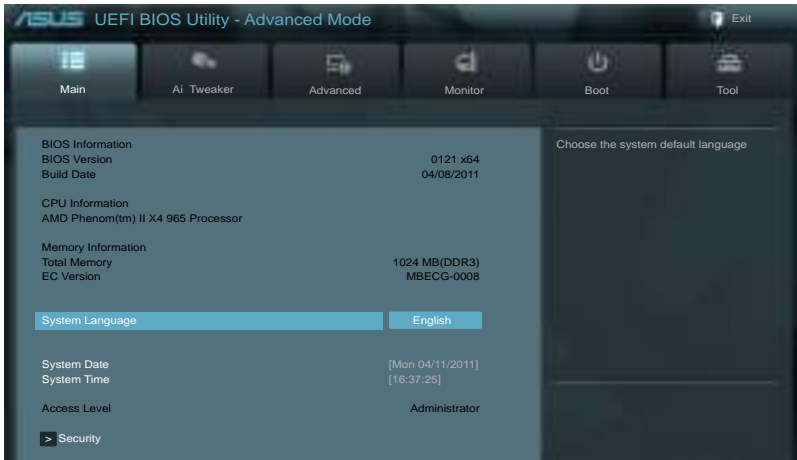 ASUS UEFI BIOS Utility - Advanced Mode
Exit
Main Ai Tweaker Advanced Monitor Boot Tool
BIOS Information
BIOS Version 0121 x64
Build Date 04/08/2011
CPU Information
AMD Phenom(tm) II X4 965 Processor
Memory Information
Total Memory 1024 MB(DDR3)
EC Version MBECG-0008
System Language English
System Date [Mon 04/11/2011]
System Time [16:37:25]
Access Level Administrator
> Security
Choose the system default language